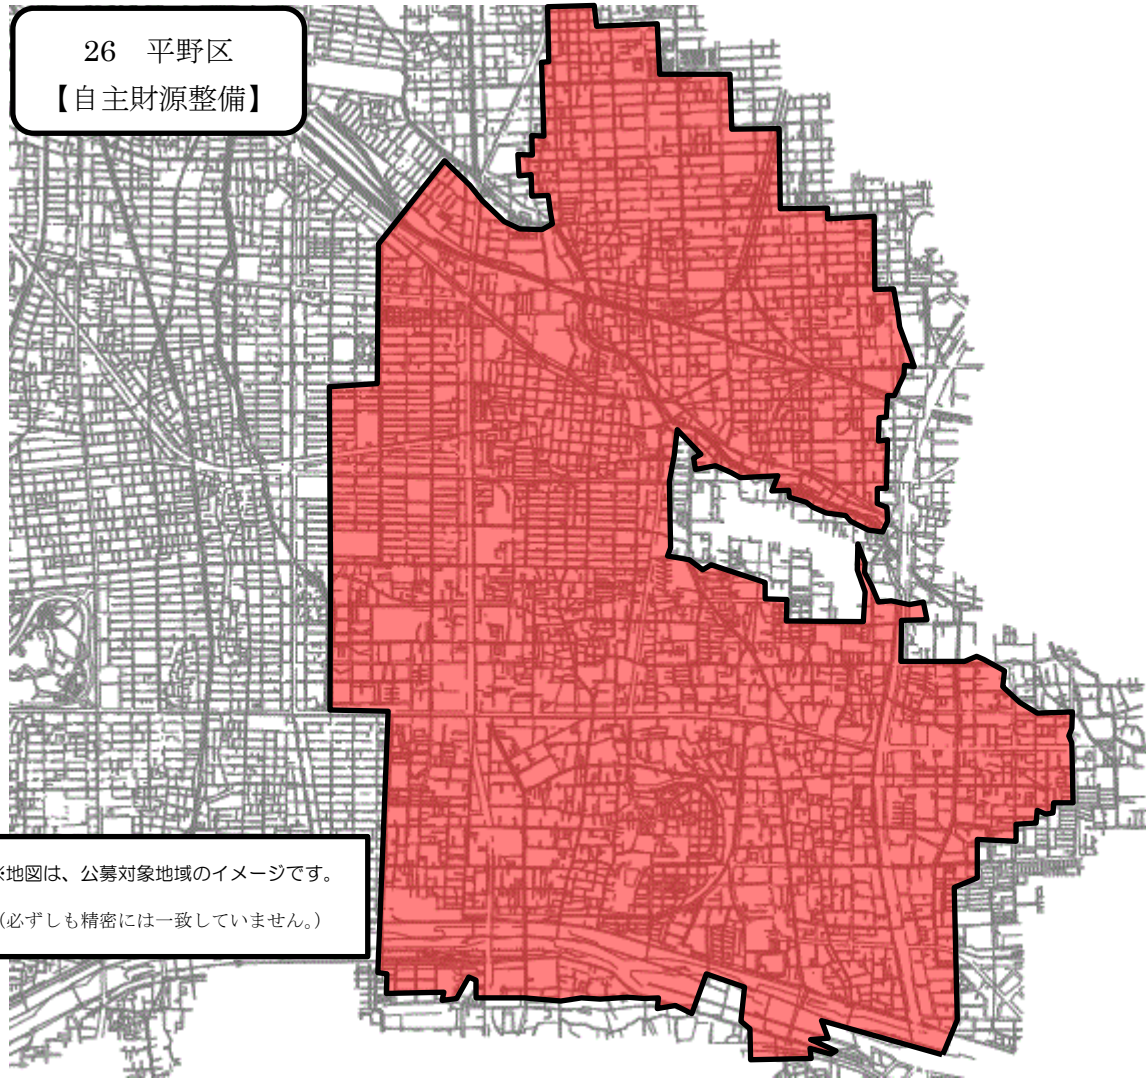 26　平野区
【自主財源整備】
※地図は、公募対象地域のイメージです。
(必ずしも精密には一致していません。)